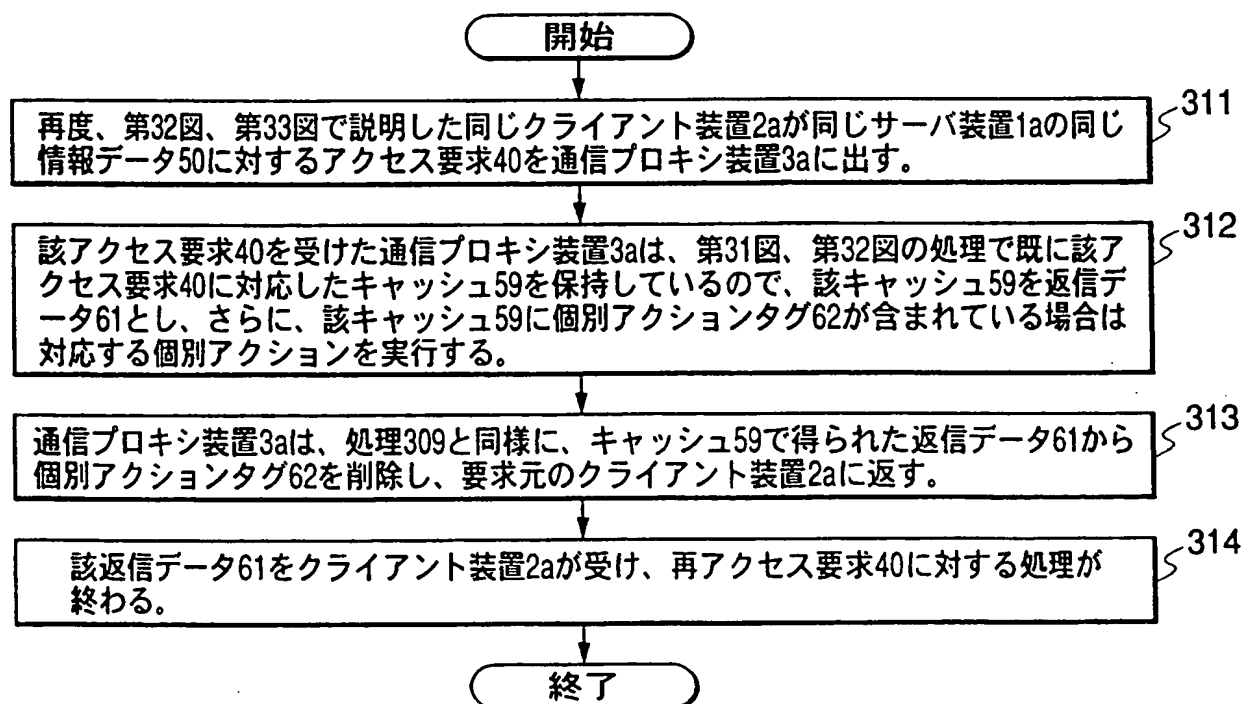 開始
311
再度、第32図、第33図で説明した同じクライアント装置2aが同じサーバ装置1aの同じ
情報データ50に対するアクセス要求40を通信プロキシ装置3aに出す。
312
該アクセス要求40を受けた通信プロキシ装置3aは、第31図、第32図の処理で既に該ア
クセス要求40に対応したキャッシュ59を保持しているので、該キャッシュ59を返信デ
ータ61とし、さらに、該キャッシュ59に個別アクションタグ62が含まれている場合は
対応する個別アクションを実行する。
313
通信プロキシ装置3aは、処理309と同様に、キャッシュ59で得られた返信データ61から
個別アクションタグ62を削除し、要求元のクライアント装置2aに返す。
314
該返信データ61をクライアント装置2aが受け、再アクセス要求40に対する処理が
終わる。
終了